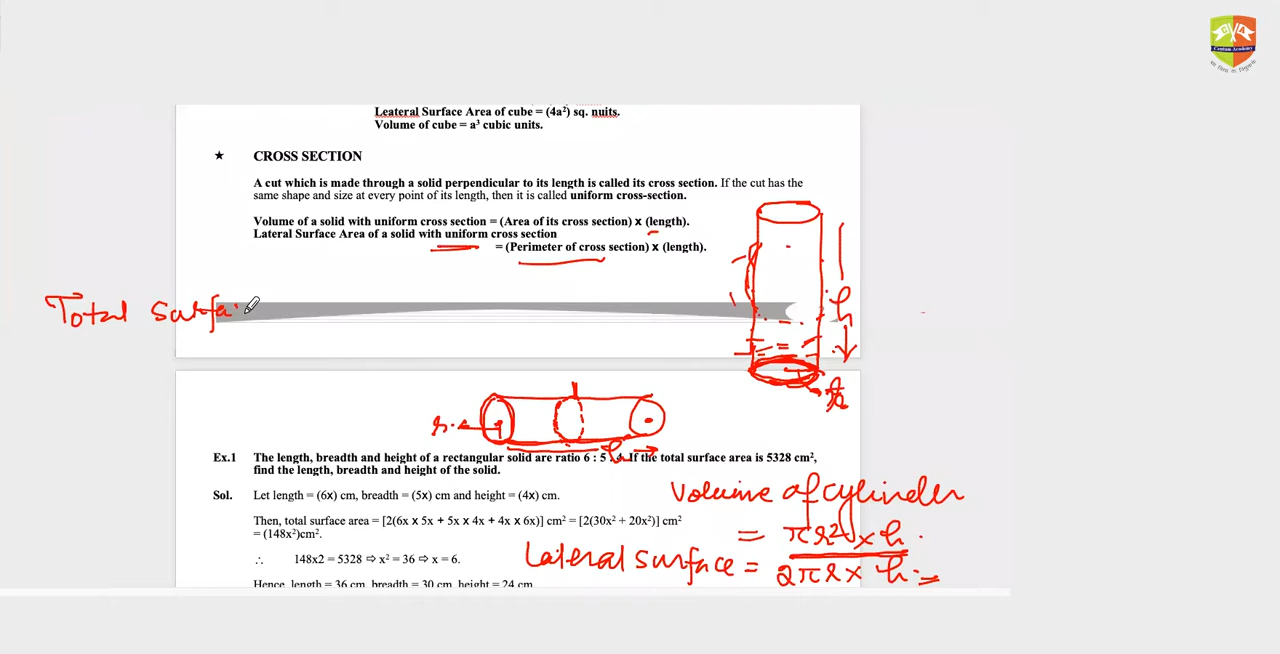 Leateral Surface Area of cube = (4a²) sq. nuits.
Volume of cube = a³ cubic units.
★ CROSS SECTION
A cut which is made through a solid perpendicular to its length is called its cross section. If the cut has the
same shape and size at every point of its length, then it is called uniform cross-section.
Volume of a solid with uniform cross section = (Area of its cross section) x (length).
Lateral Surface Area of a solid with uniform cross section
= (Perimeter of cross section) x (length).
Total Surfa
h
r
r
h
Ex.1 The length, breadth and height of a rectangular solid are ratio 6 : 5 : 4. If the total surface area is 5328 cm²,
find the length, breadth and height of the solid.
Sol. Let length = (6x) cm, breadth = (5x) cm and height = (4x) cm.
Volume of cylinder
Then, total surface area = [2(6x x 5x + 5x x 4x + 4x x 6x)] cm² = [2(30x² + 20x²)] cm²
= (148x²)cm².
= πr² x h
∴ 148x2 = 5328 ⇒ x² = 36 ⇒ x = 6.
Lateral surface = 2πr x h
Hence, length = 36 cm, breadth = 30 cm, height = 24 cm
Centum Academy